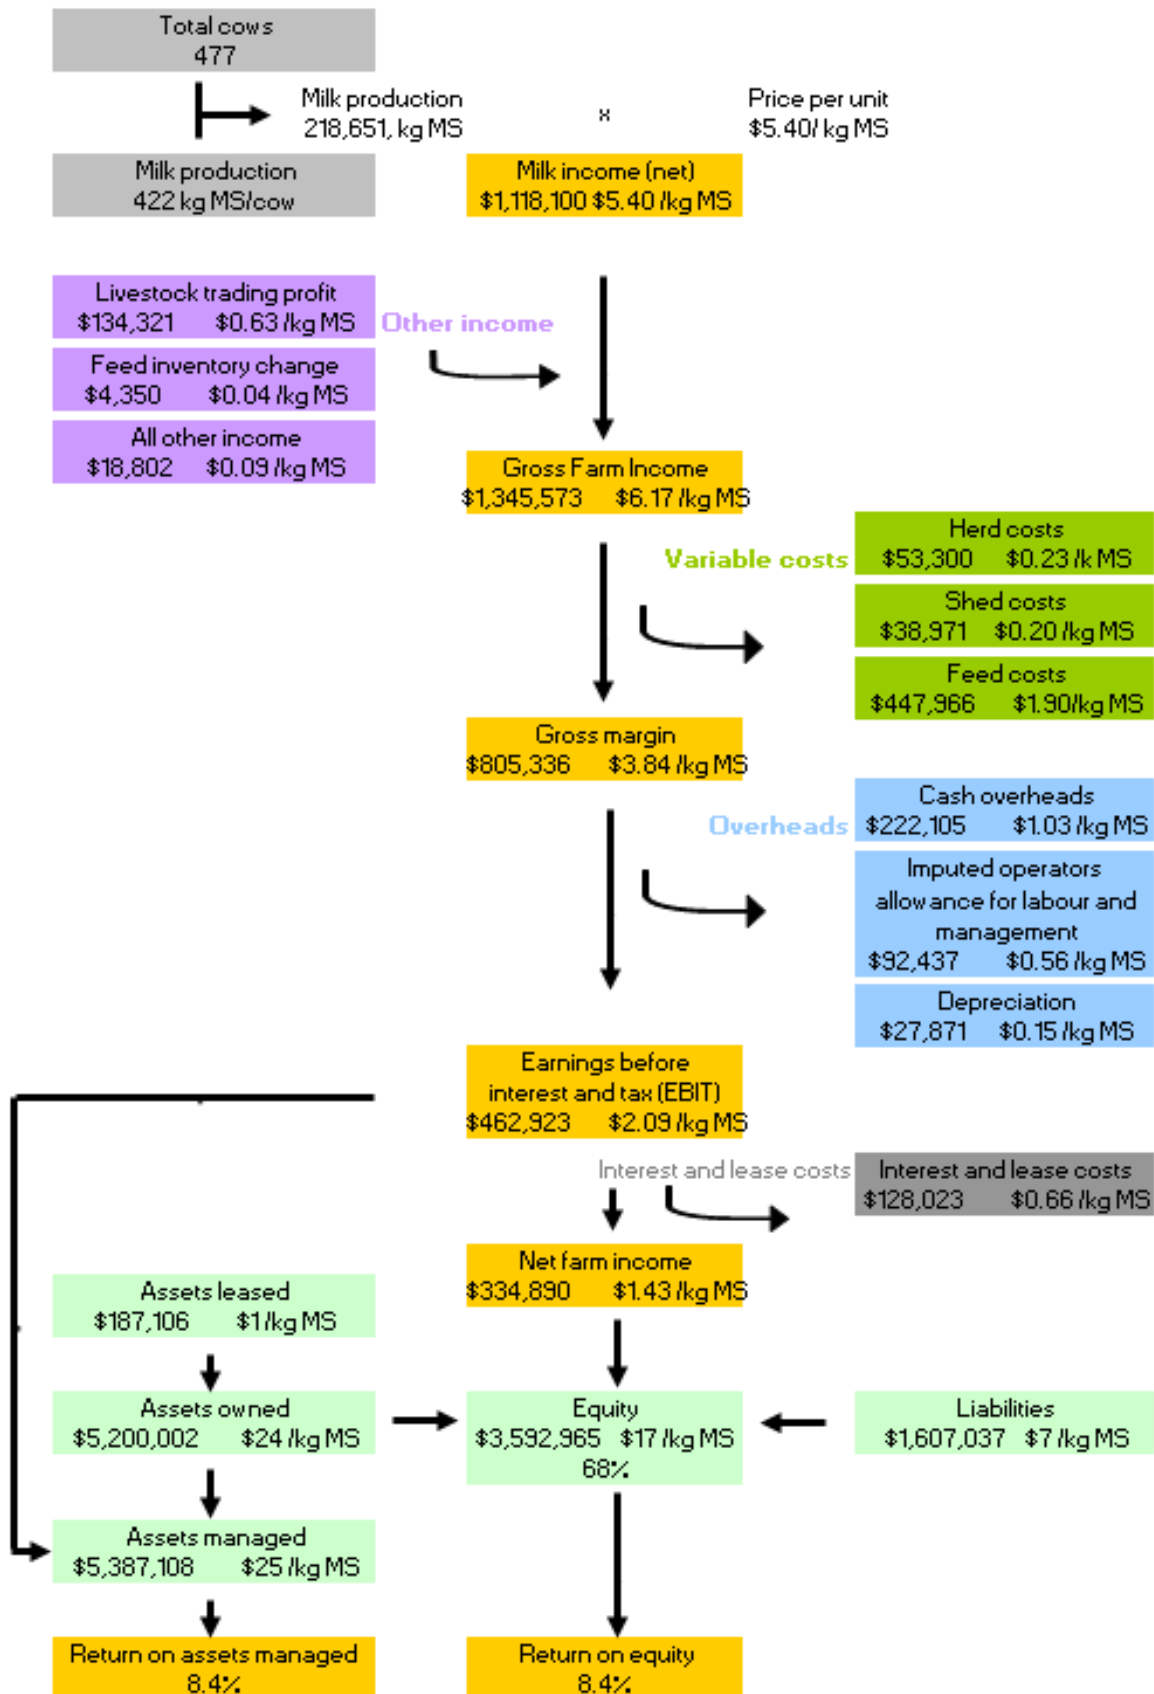 Total cows
477
Milk production
218,651, kg MS
x
Price per unit
$5.40/ kg MS
Milk production
422 kg MS/cow
Milk income (net)
$1,118,100 $5.40 /kg MS
Livestock trading profit
$134,321 $0.63 /kg MS
Other income
Feed inventory change
$4,350 $0.04 /kg MS
All other income
$18,802 $0.09 /kg MS
Gross Farm Income
$1,345,573 $6.17 /kg MS
Variable costs
Herd costs
$53,300 $0.23 /k MS
Shed costs
$38,971 $0.20 /kg MS
Feed costs
$447,966 $1.90/kg MS
Gross margin
$805,336 $3.84 /kg MS
Overheads
Cash overheads
$222,105 $1.03 /kg MS
Imputed operators
allowance for labour and
management
$92,437 $0.56 /kg MS
Depreciation
$27,871 $0.15 /kg MS
Earnings before
interest and tax (EBIT)
$462,923 $2.09 /kg MS
Interest and lease costs
Interest and lease costs
$128,023 $0.66 /kg MS
Net farm income
$334,890 $1.43 /kg MS
Assets leased
$187,106 $1 /kg MS
Assets owned
$5,200,002 $24 /kg MS
Equity
$3,592,965 $17 /kg MS
68%
Liabilities
$1,607,037 $7 /kg MS
Assets managed
$5,387,108 $25 /kg MS
Return on assets managed
8.4%
Return on equity
8.4%